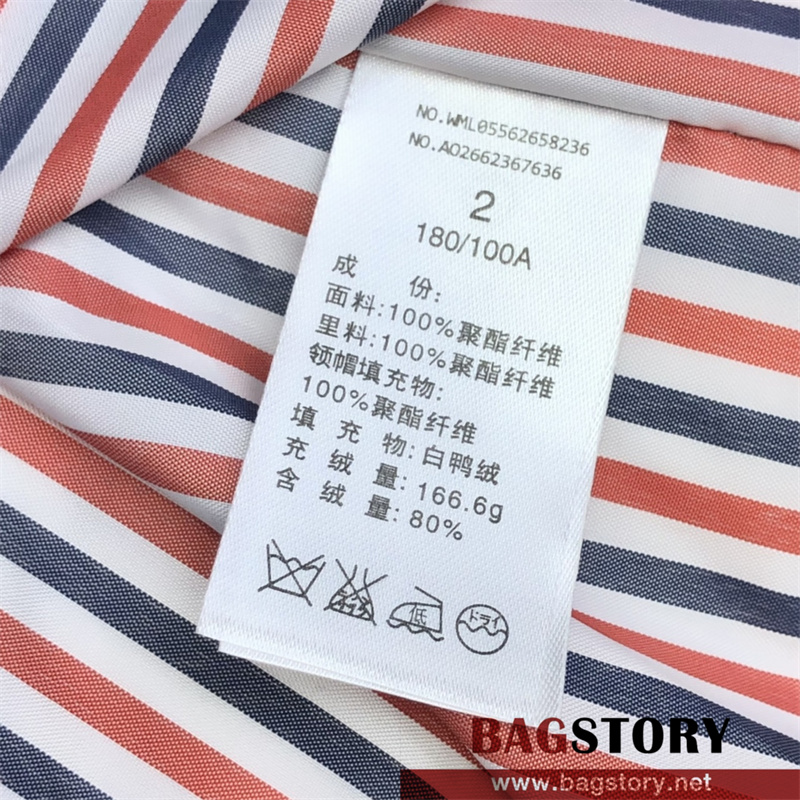 NO.WML05562658236
NO.AO2662367636
2
180/100A
成 份:
面料:100%聚酯纤维
里料:100%聚酯纤维
领帽填充物:
100%聚酯纤维
填 充 物:白鸭绒
充 绒 量:166.6g
含 绒 量:80%
低
ドライ
BAGSTORY
www.bagstory.net